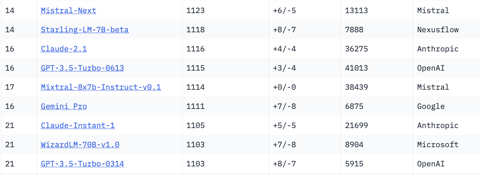 14 Mistral-Next 1123 +6/-5 13113 Mistral
14 Starling-LM-7B-beta 1118 +8/-7 7888 Nexusflow
16 Claude-2.1 1116 +4/-4 36275 Anthropic
16 GPT-3.5-Turbo-0613 1115 +3/-4 41013 OpenAI
17 Mixtral-8x7b-Instruct-v0.1 1114 +0/-0 38439 Mistral
16 Gemini Pro 1111 +7/-8 6875 Google
21 Claude-Instant-1 1105 +5/-5 21699 Anthropic
21 WizardLM-70B-v1.0 1103 +7/-8 8904 Microsoft
21 GPT-3.5-Turbo-0314 1103 +8/-7 5915 OpenAI